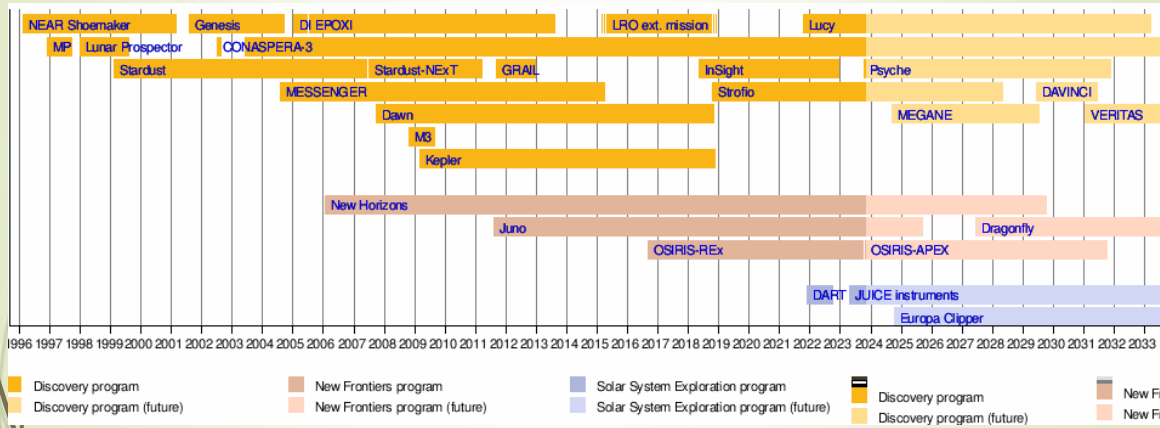 NEAR Shoemaker Genesis DI EPOXI LRO ext. mission Lucy
MP Lunar Prospector CONASPERA-3
Stardust Stardust-NExT GRAIL InSight Psyche
MESSENGER Strofio DAVINCI
Dawn MEGANE VERITAS
M3
Kepler
New Horizons
Juno Dragonfly
OSIRIS-REx OSIRIS-APEX
DART JUICE instruments
Europa Clipper
1996 1997 1998 1999 2000 2001 2002 2003 2004 2005 2006 2007 2008 2009 2010 2011 2012 2013 2014 2015 2016 2017 2018 2019 2020 2021 2022 2023 2024 2025 2026 2027 2028 2029 2030 2031 2032 2033
Discovery program New Frontiers program Solar System Exploration program Discovery program New Fr
Discovery program (future) New Frontiers program (future) Solar System Exploration program (future) Discovery program (future) New Fr